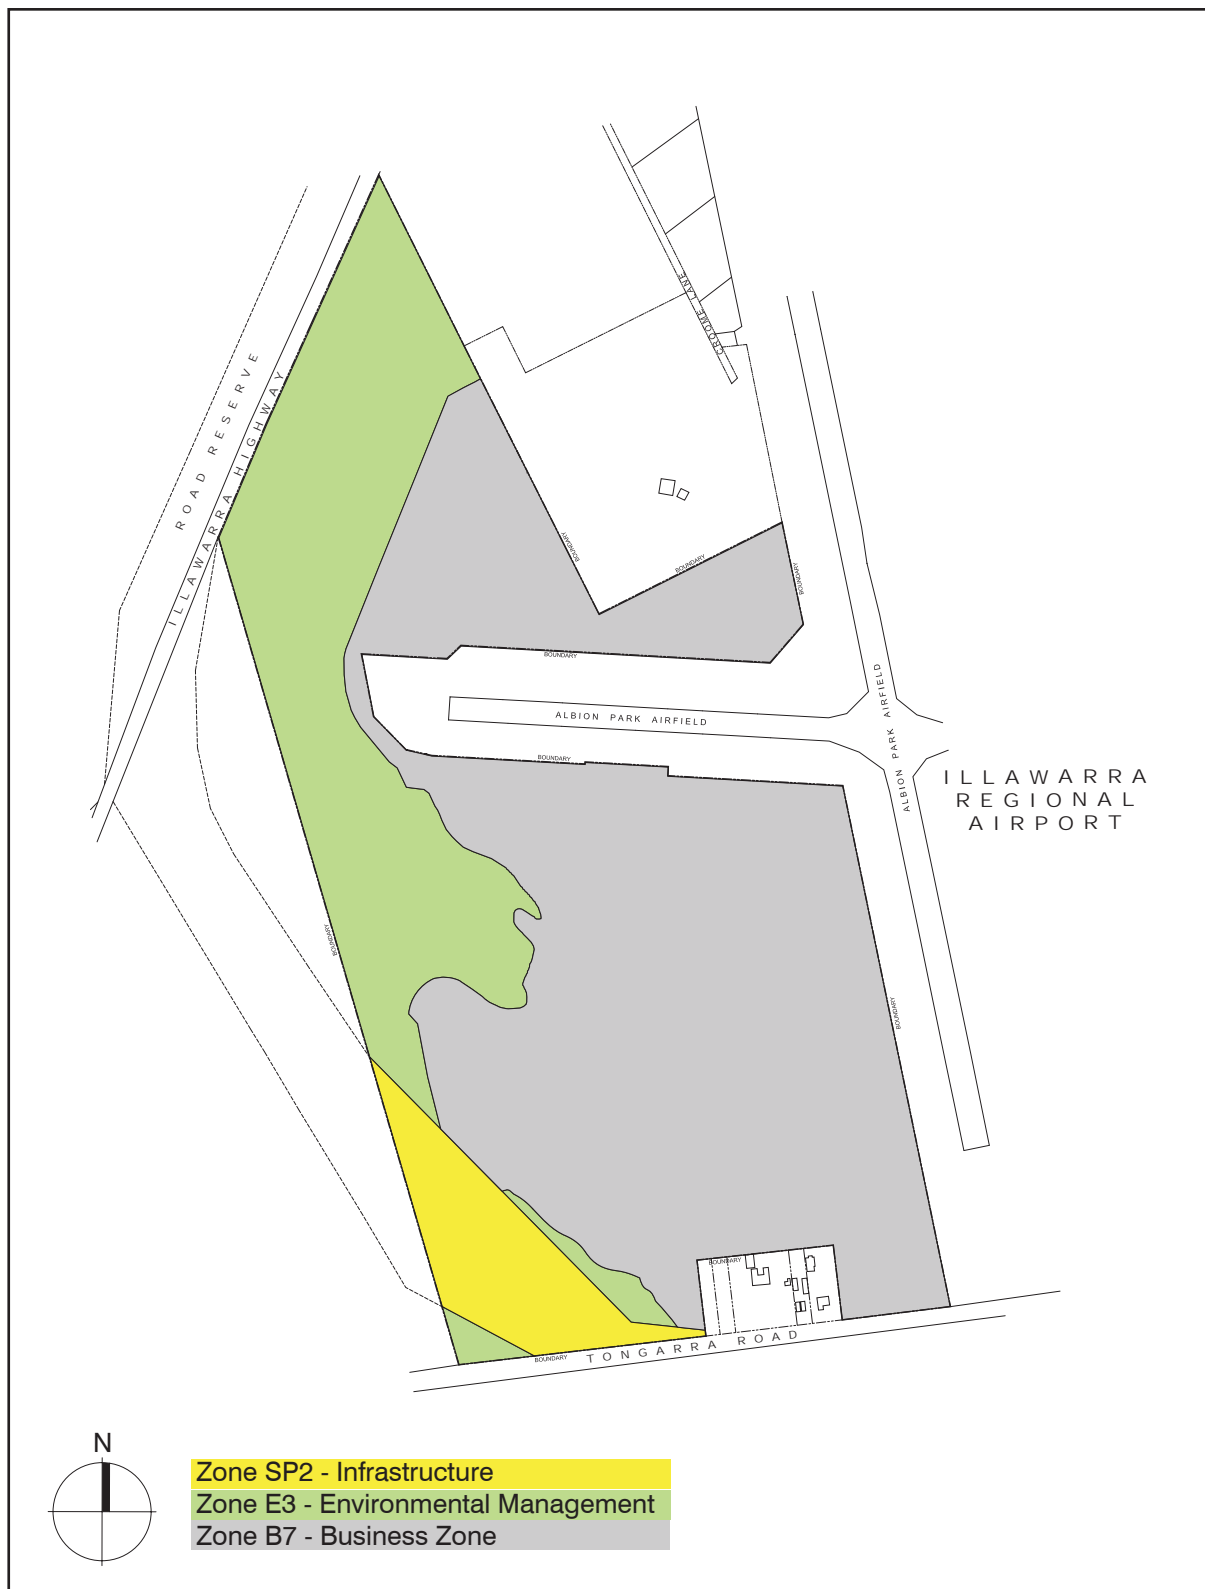 CROOME LANE
ROAD RESERVE
ILLAWARRA HIGHWAY
BOUNDARY
BOUNDARY
BOUNDARY
BOUNDARY
ALBION PARK AIRFIELD
ALBION PARK AIRFIELD
BOUNDARY
ILLAWARRA
REGIONAL
AIRPORT
BOUNDARY
BOUNDARY
BOUNDARY
BOUNDARY
TONGARRA ROAD
N
Zone SP2 - Infrastructure
Zone E3 - Environmental Management
Zone B7 - Business Zone